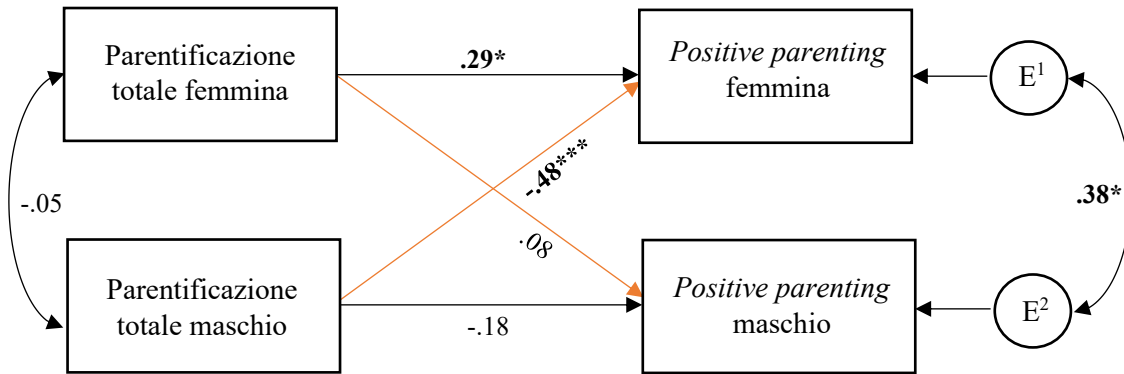 Parentificazione
totale femmina
.29*
Positive parenting
femmina
E¹
-.05
-.48***
.08
.38*
Parentificazione
totale maschio
-.18
Positive parenting
maschio
E²